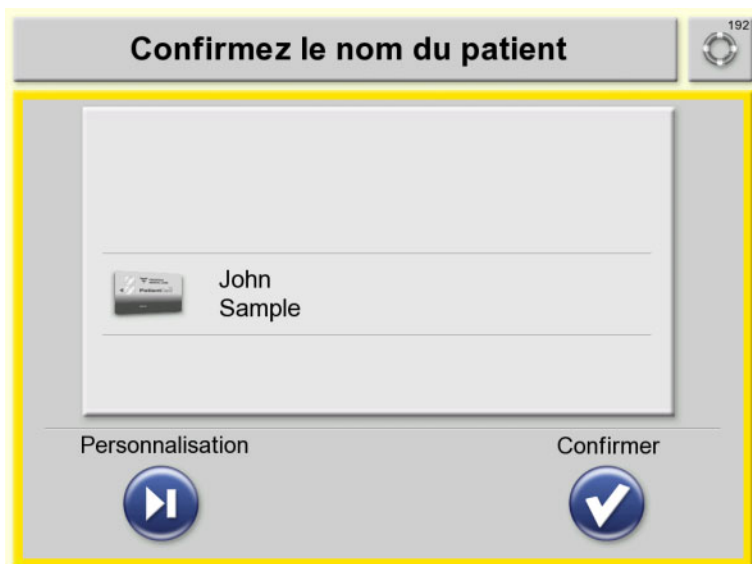 Confirmez le nom du patient
192
John
Sample
Personnalisation
Confirmer